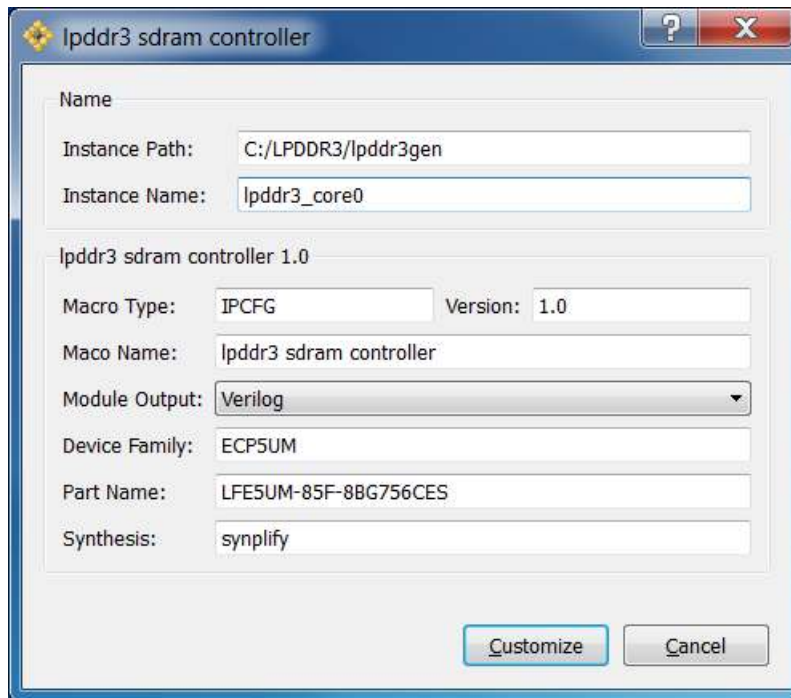 lpddr3 sdram controller
Name
Instance Path: C:/LPDDR3/lpddr3gen
Instance Name: lpddr3_core0
lpddr3 sdram controller 1.0
Macro Type: IPCFG Version: 1.0
Maco Name: lpddr3 sdram controller
Module Output: Verilog
Device Family: ECP5UM
Part Name: LFE5UM-85F-8BG756CES
Synthesis: synplify
Customize Cancel